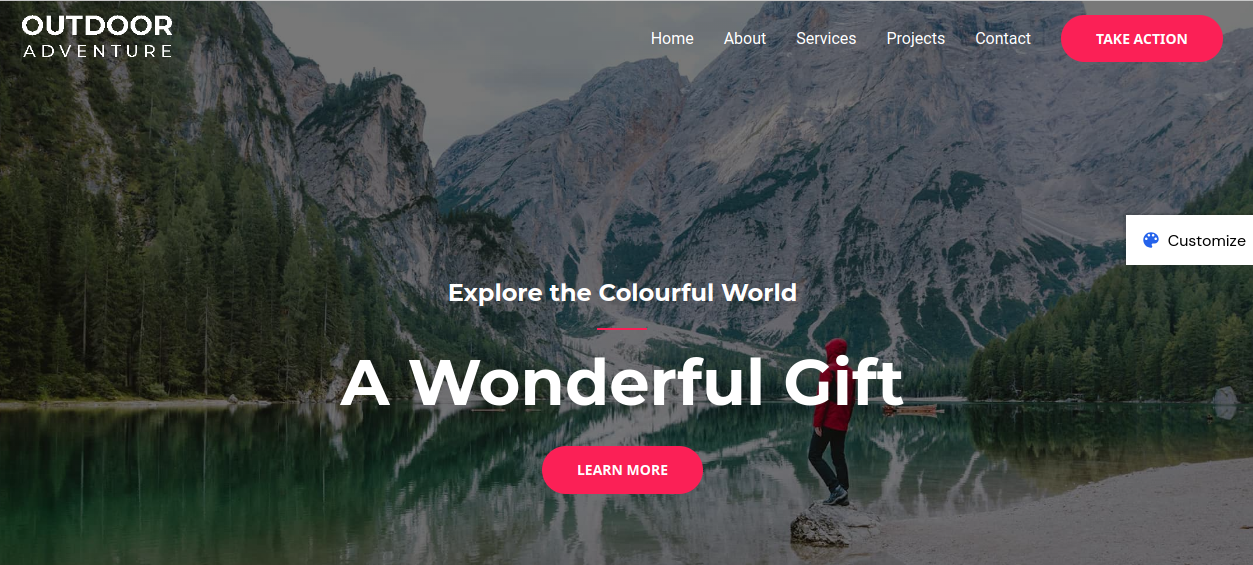 OUTDOOR
ADVENTURE
Home
About
Services
Projects
Contact
TAKE ACTION
Customize
Explore the Colourful World
A Wonderful Gift
LEARN MORE